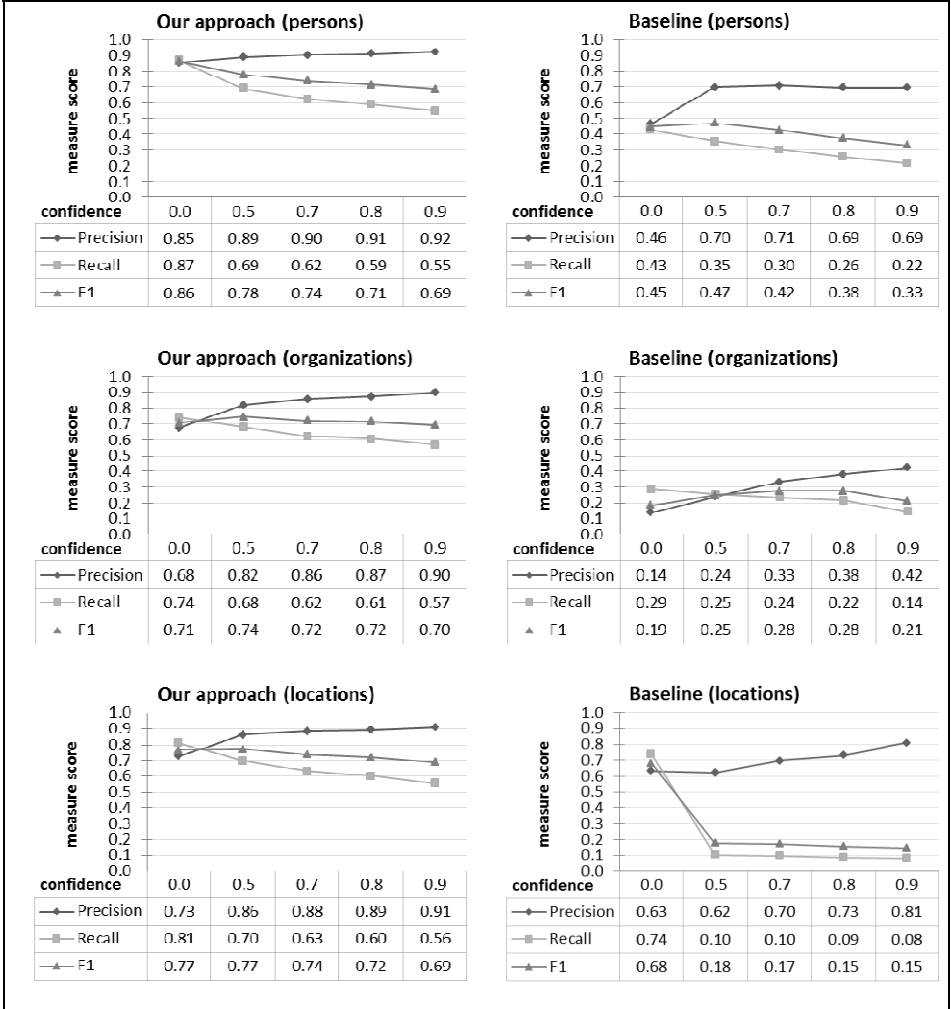 Our approach (persons)
measure score
1.0
0.9
0.8
0.7
0.6
0.5
0.4
0.3
0.2
0.1
0.0
confidence 0.0 0.5 0.7 0.8 0.9
Precision 0.85 0.89 0.90 0.91 0.92
Recall 0.87 0.69 0.62 0.59 0.55
F1 0.86 0.78 0.74 0.71 0.69
Baseline (persons)
measure score
1.0
0.9
0.8
0.7
0.6
0.5
0.4
0.3
0.2
0.1
0.0
confidence 0.0 0.5 0.7 0.8 0.9
Precision 0.46 0.70 0.71 0.69 0.69
Recall 0.43 0.35 0.30 0.26 0.22
F1 0.45 0.47 0.42 0.38 0.33
Our approach (organizations)
measure score
1.0
0.9
0.8
0.7
0.6
0.5
0.4
0.3
0.2
0.1
0.0
confidence 0.0 0.5 0.7 0.8 0.9
Precision 0.68 0.82 0.86 0.87 0.90
Recall 0.74 0.68 0.62 0.61 0.57
F1 0.71 0.74 0.72 0.72 0.70
Baseline (organizations)
measure score
1.0
0.9
0.8
0.7
0.6
0.5
0.4
0.3
0.2
0.1
0.0
confidence 0.0 0.5 0.7 0.8 0.9
Precision 0.14 0.24 0.33 0.38 0.42
Recall 0.29 0.25 0.24 0.22 0.14
F1 0.19 0.25 0.28 0.28 0.21
Our approach (locations)
measure score
1.0
0.9
0.8
0.7
0.6
0.5
0.4
0.3
0.2
0.1
0.0
confidence 0.0 0.5 0.7 0.8 0.9
Precision 0.73 0.86 0.88 0.89 0.91
Recall 0.81 0.70 0.63 0.60 0.56
F1 0.77 0.77 0.74 0.72 0.69
Baseline (locations)
measure score
1.0
0.9
0.8
0.7
0.6
0.5
0.4
0.3
0.2
0.1
0.0
confidence 0.0 0.5 0.7 0.8 0.9
Precision 0.63 0.62 0.70 0.73 0.81
Recall 0.74 0.10 0.10 0.09 0.08
F1 0.68 0.18 0.17 0.15 0.15